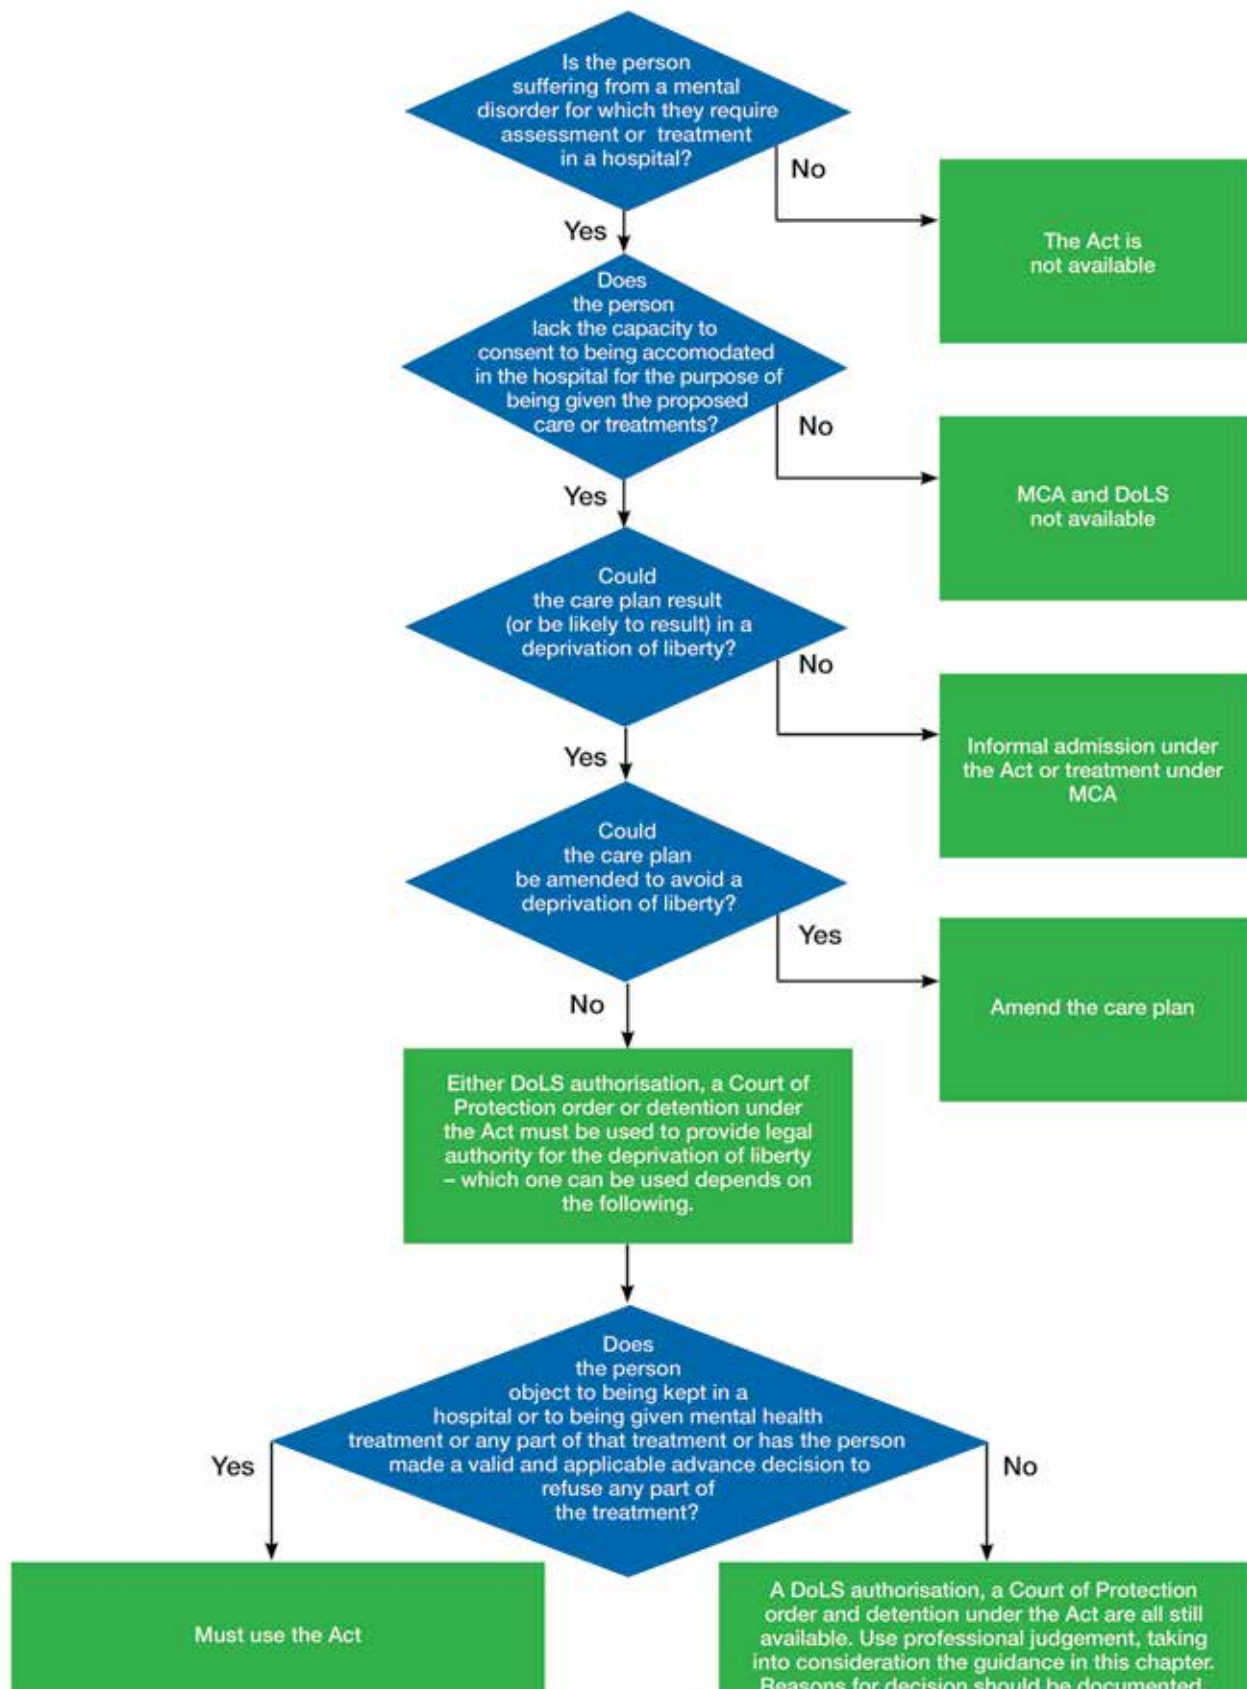 Is the person
suffering from a mental
disorder for which they require
assessment or treatment
in a hospital?
No
The Act is
not available
Yes
Does
the person
lack the capacity to
consent to being accomodated
in the hospital for the purpose of
being given the proposed
care or treatments?
No
MCA and DoLS
not available
Yes
Could
the care plan result
(or be likely to result) in a
deprivation of liberty?
No
Informal admission under
the Act or treatment under
MCA
Yes
Could
the care plan
be amended to avoid a
deprivation of liberty?
Yes
Amend the care plan
No
Either DoLS authorisation, a Court of
Protection order or detention under
the Act must be used to provide legal
authority for the deprivation of liberty
– which one can be used depends on
the following.
Does
the person
object to being kept in a
hospital or to being given mental health
treatment or any part of that treatment or has the person
made a valid and applicable advance decision to
refuse any part of
the treatment?
Yes
No
Must use the Act
A DoLS authorisation, a Court of Protection
order and detention under the Act are all still
available. Use professional judgement, taking
into consideration the guidance in this chapter.
Reasons for decision should be documented.